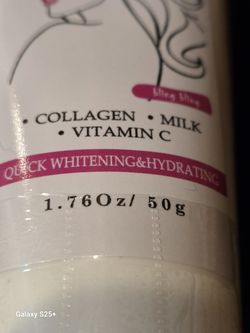 bling bling
• COLLAGEN • MILK
• VITAMIN C
QUICK WHITENING&HYDRATING
1.76Oz/ 50g
Galaxy S25+